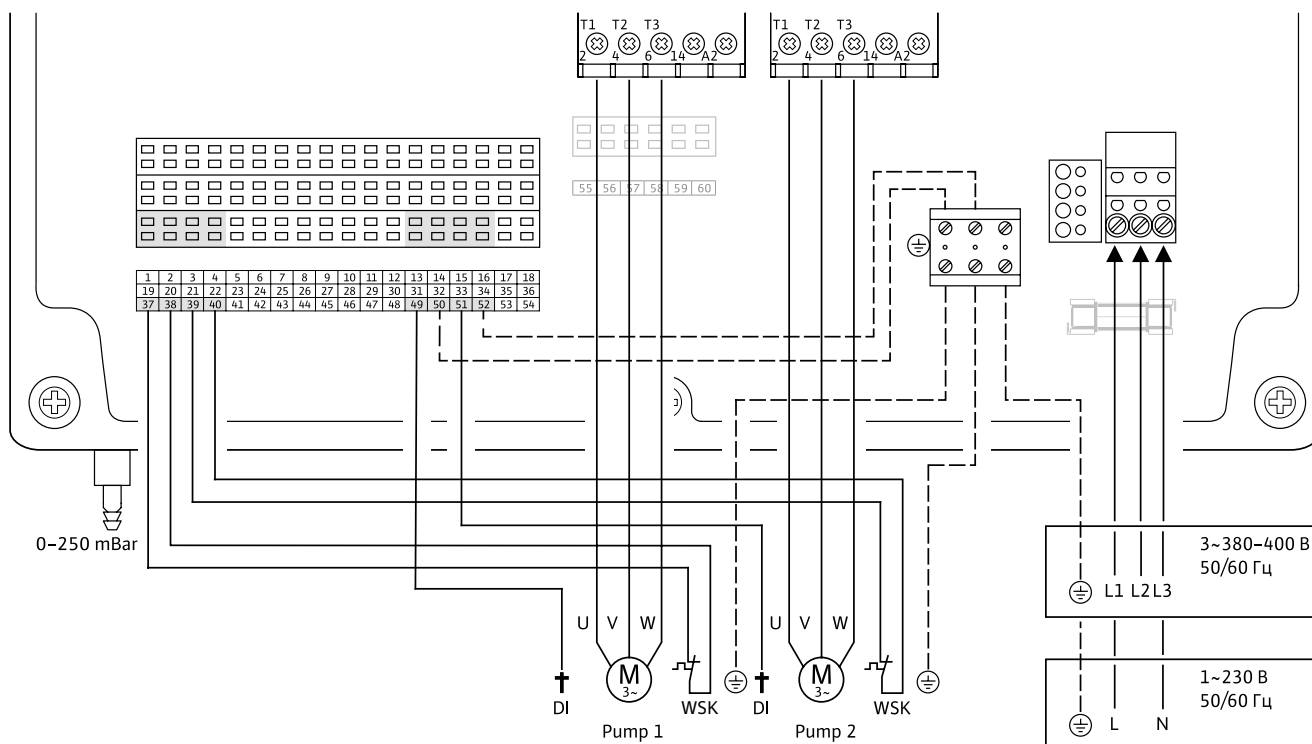 T1 T2 T3
2 4 6 14 A2
T1 T2 T3
2 4 6 14 A2
55 56 57 58 59 60
1 2 3 4 5 6 7 8 9 10 11 12 13 14 15 16 17 18
19 20 21 22 23 24 25 26 27 28 29 30 31 32 33 34 35 36
37 38 39 40 41 42 43 44 45 46 47 48 49 50 51 52 53 54
0–250 mBar
3~380–400 В
50/60 Гц
L1 L2 L3
U V W
U V W
M
3~
M
3~
DI
WSK
DI
WSK
Pump 1
Pump 2
1~230 В
50/60 Гц
L N